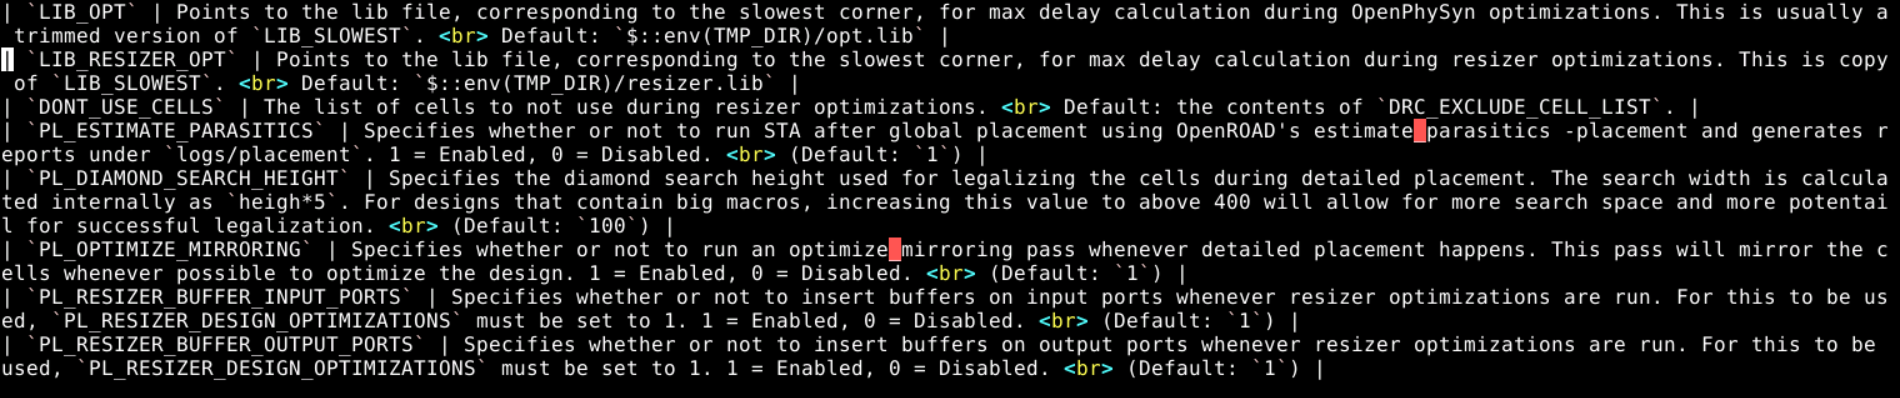 | `LIB_OPT` | Points to the lib file, corresponding to the slowest corner, for max delay calculation during OpenPhySyn optimizations. This is usually a
 trimmed version of `LIB_SLOWEST`. <br> Default: `$::env(TMP_DIR)/opt.lib` |
| `LIB_RESIZER_OPT` | Points to the lib file, corresponding to the slowest corner, for max delay calculation during resizer optimizations. This is copy
 of `LIB_SLOWEST`. <br> Default: `$::env(TMP_DIR)/resizer.lib` |
| `DONT_USE_CELLS` | The list of cells to not use during resizer optimizations. <br> Default: the contents of `DRC_EXCLUDE_CELL_LIST`. |
| `PL_ESTIMATE_PARASITICS` | Specifies whether or not to run STA after global placement using OpenROAD's estimate_parasitics -placement and generates r
eports under `logs/placement`. 1 = Enabled, 0 = Disabled. <br> (Default: `1`) |
| `PL_DIAMOND_SEARCH_HEIGHT` | Specifies the diamond search height used for legalizing the cells during detailed placement. The search width is calcula
ted internally as `heigh*5`. For designs that contain big macros, increasing this value to above 400 will allow for more search space and more potentai
l for successful legalization. <br> (Default: `100`) |
| `PL_OPTIMIZE_MIRRORING` | Specifies whether or not to run an optimize_mirroring pass whenever detailed placement happens. This pass will mirror the c
ells whenever possible to optimize the design. 1 = Enabled, 0 = Disabled. <br> (Default: `1`) |
| `PL_RESIZER_BUFFER_INPUT_PORTS` | Specifies whether or not to insert buffers on input ports whenever resizer optimizations are run. For this to be us
ed, `PL_RESIZER_DESIGN_OPTIMIZATIONS` must be set to 1. 1 = Enabled, 0 = Disabled. <br> (Default: `1`) |
| `PL_RESIZER_BUFFER_OUTPUT_PORTS` | Specifies whether or not to insert buffers on output ports whenever resizer optimizations are run. For this to be
used, `PL_RESIZER_DESIGN_OPTIMIZATIONS` must be set to 1. 1 = Enabled, 0 = Disabled. <br> (Default: `1`) |